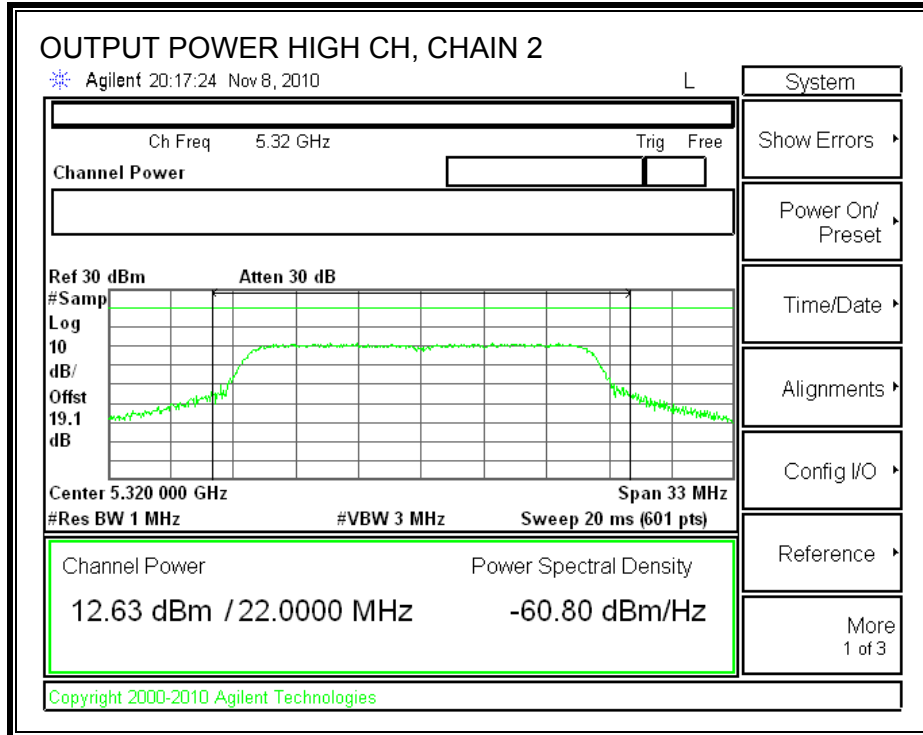 OUTPUT POWER HIGH CH, CHAIN 2
Agilent 20:17:24 Nov 8, 2010 L System
Ch Freq 5.32 GHz Trig Free
Channel Power
Show Errors
Power On/
Preset
Ref 30 dBm Atten 30 dB
#Samp
Log
10
dB/
Offst
19.1
dB
Time/Date
Alignments
Config I/O
Center 5.320 000 GHz Span 33 MHz
#Res BW 1 MHz #VBW 3 MHz Sweep 20 ms (601 pts)
Channel Power Power Spectral Density
12.63 dBm / 22.0000 MHz -60.80 dBm/Hz
Reference
More
1 of 3
Copyright 2000-2010 Agilent Technologies